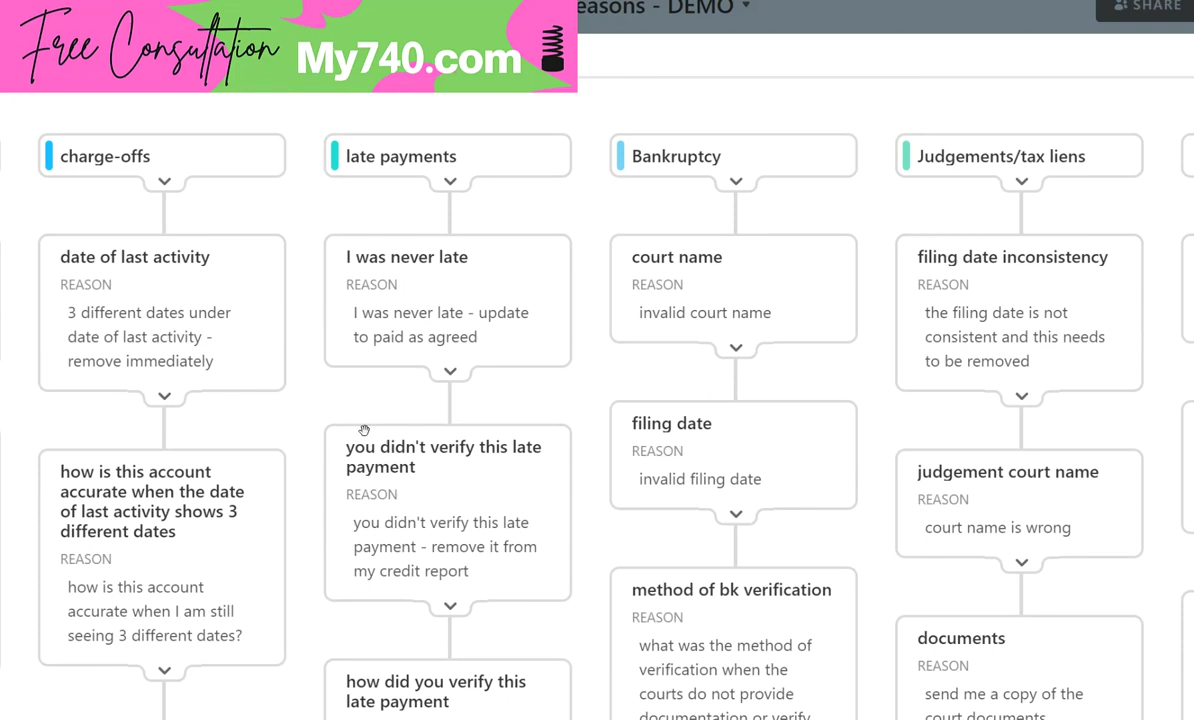 Free Consultation
My740.com
easons - DEMO
SHARE
charge-offs
date of last activity
REASON
3 different dates under
date of last activity -
remove immediately
how is this account
accurate when the date
of last activity shows 3
different dates
REASON
how is this account
accurate when I am still
seeing 3 different dates?
late payments
I was never late
REASON
I was never late - update
to paid as agreed
you didn't verify this late
payment
REASON
you didn't verify this late
payment - remove it from
my credit report
how did you verify this
late payment
Bankruptcy
court name
REASON
invalid court name
filing date
REASON
invalid filing date
method of bk verification
REASON
what was the method of
verification when the
courts do not provide
documentation or verify
Judgements/tax liens
filing date inconsistency
REASON
the filing date is not
consistent and this needs
to be removed
judgement court name
REASON
court name is wrong
documents
REASON
send me a copy of the
court documents